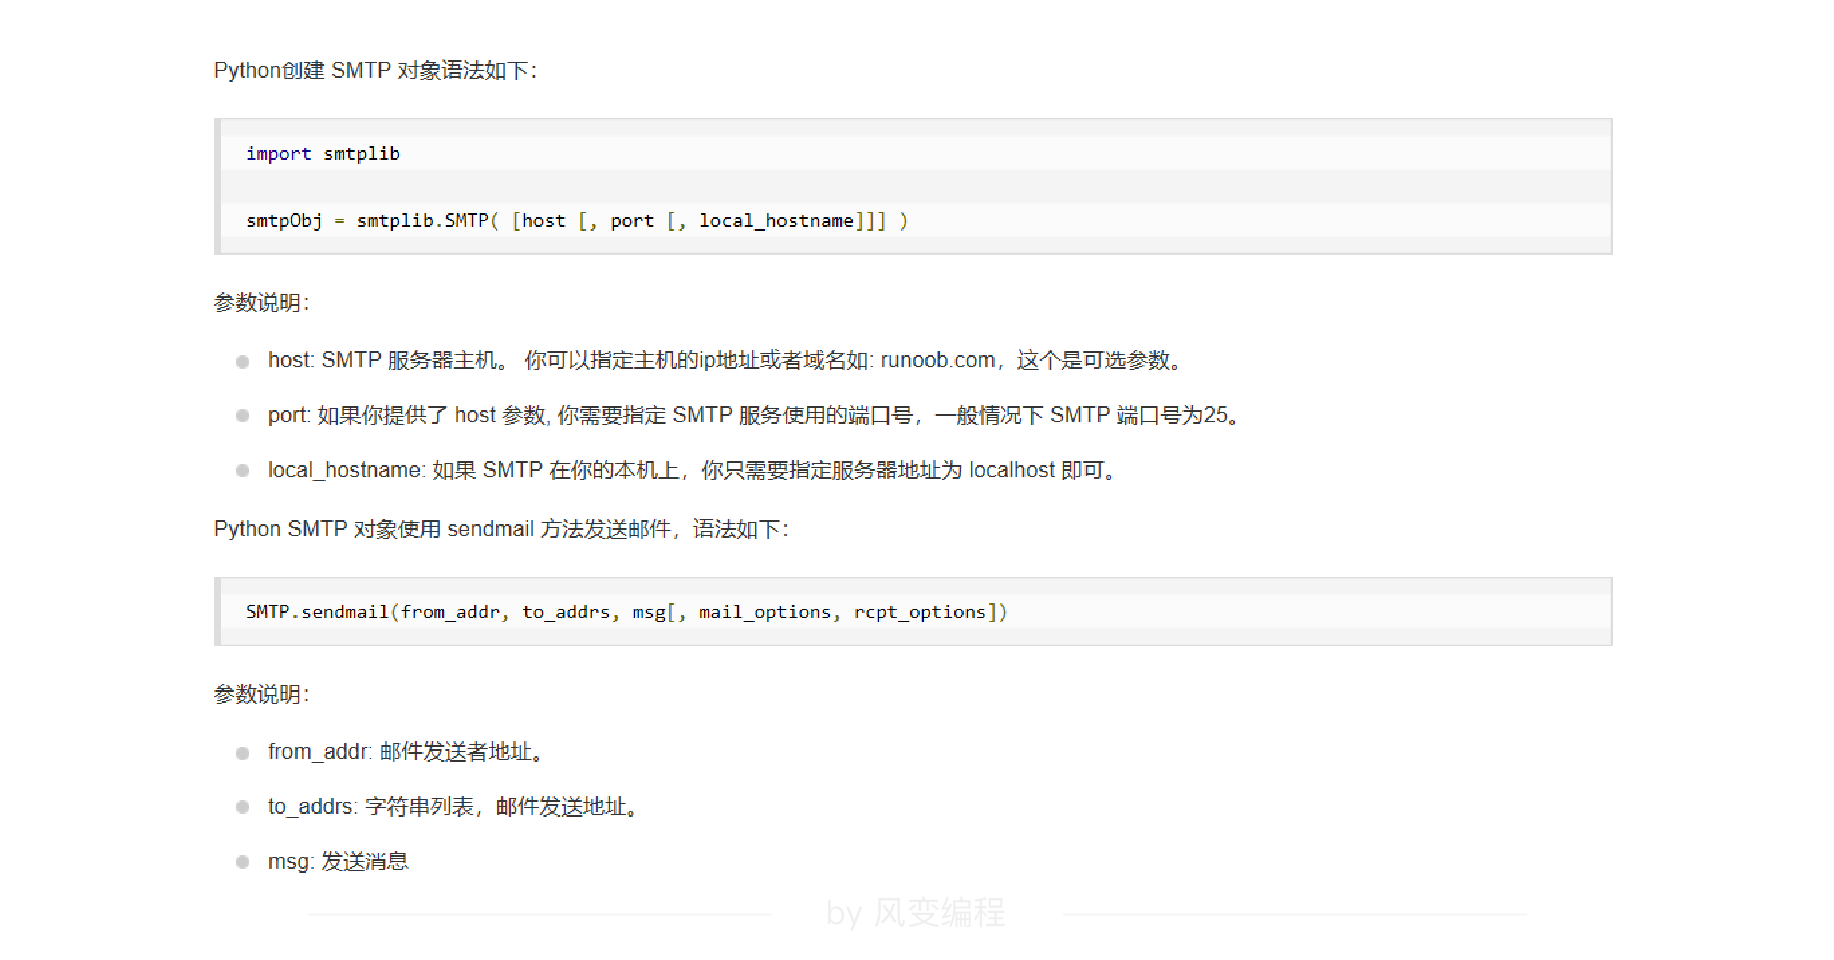 Python创建 SMTP 对象语法如下：
import smtplib
smtpObj = smtplib.SMTP( [host [, port [, local_hostname]]] )
参数说明：
host: SMTP 服务器主机。 你可以指定主机的ip地址或者域名如: runoob.com，这个是可选参数。
port: 如果你提供了 host 参数, 你需要指定 SMTP 服务使用的端口号，一般情况下 SMTP 端口号为25。
local_hostname: 如果 SMTP 在你的本机上，你只需要指定服务器地址为 localhost 即可。
Python SMTP 对象使用 sendmail 方法发送邮件，语法如下：
SMTP.sendmail(from_addr, to_addrs, msg[, mail_options, rcpt_options])
参数说明：
from_addr: 邮件发送者地址。
to_addrs: 字符串列表，邮件发送地址。
msg: 发送消息
by 风变编程